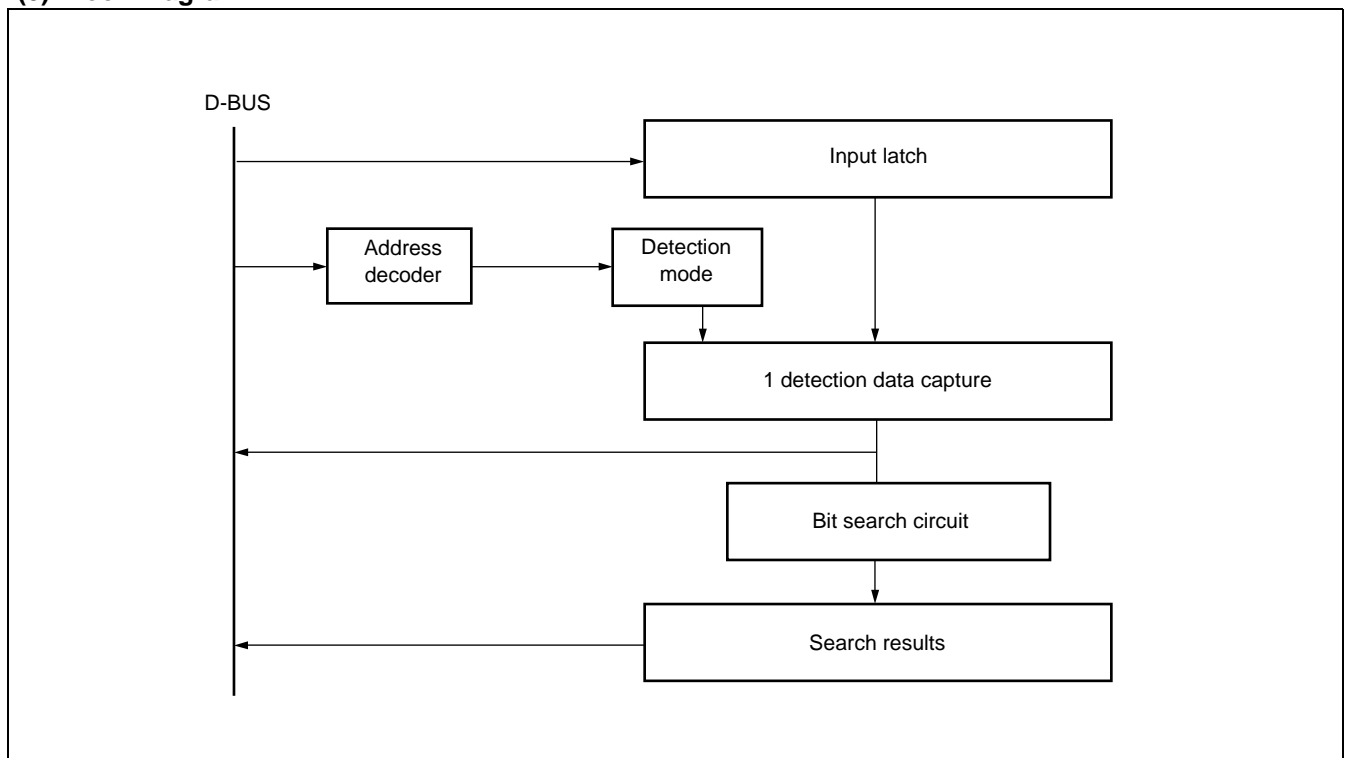 D-BUS
Input latch
Address
decoder
Detection
mode
1 detection data capture
Bit search circuit
Search results